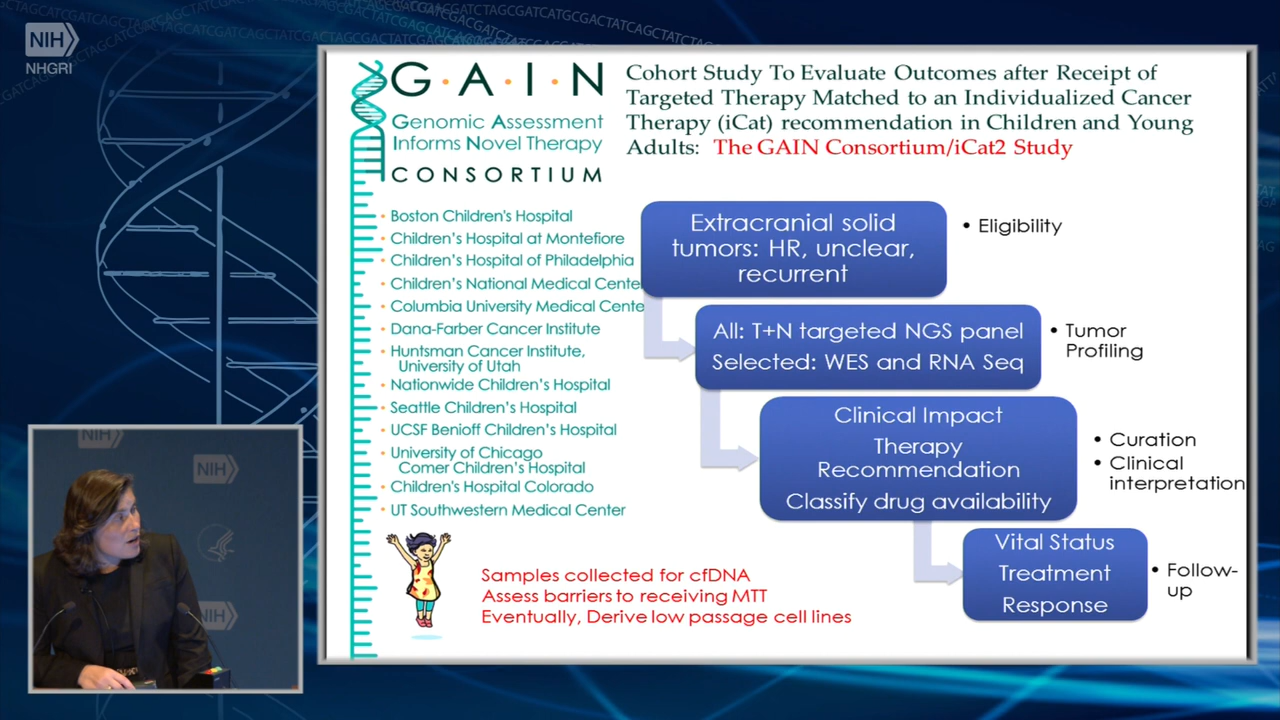 NIH
NHGRI
G·A·I·N
Genomic Assessment
Informs Novel Therapy
CONSORTIUM
Cohort Study To Evaluate Outcomes after Receipt of
Targeted Therapy Matched to an Individualized Cancer
Therapy (iCat) recommendation in Children and Young
Adults: The GAIN Consortium/iCat2 Study
• Boston Children's Hospital
• Children's Hospital at Montefiore
• Children's Hospital of Philadelphia
• Children's National Medical Cente
• Columbia University Medical Cente
• Dana-Farber Cancer Institute
• Huntsman Cancer Institute,
University of Utah
• Nationwide Children's Hospital
• Seattle Children's Hospital
• UCSF Benioff Children's Hospital
• University of Chicago
Comer Children's Hospital
• Children's Hospital Colorado
• UT Southwestern Medical Center
Extracranial solid
tumors: HR, unclear,
recurrent
• Eligibility
All: T+N targeted NGS panel
Selected: WES and RNA Seq
• Tumor
Profiling
Clinical Impact
Therapy
Recommendation
Classify drug availability
• Curation
• Clinical
interpretation
Vital Status
Treatment
Response
• Follow-
up
Samples collected for cfDNA
Assess barriers to receiving MTT
Eventually, Derive low passage cell lines
NIH
NIH
NIH